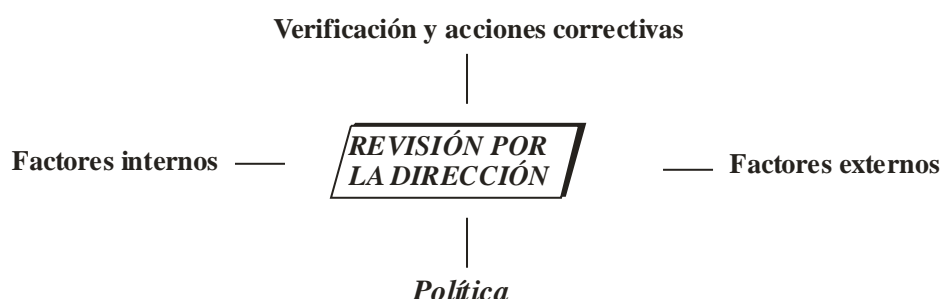 Verificación y acciones correctivas
REVISIÓN POR
LA DIRECCIÓN
Factores internos
Factores externos
Política